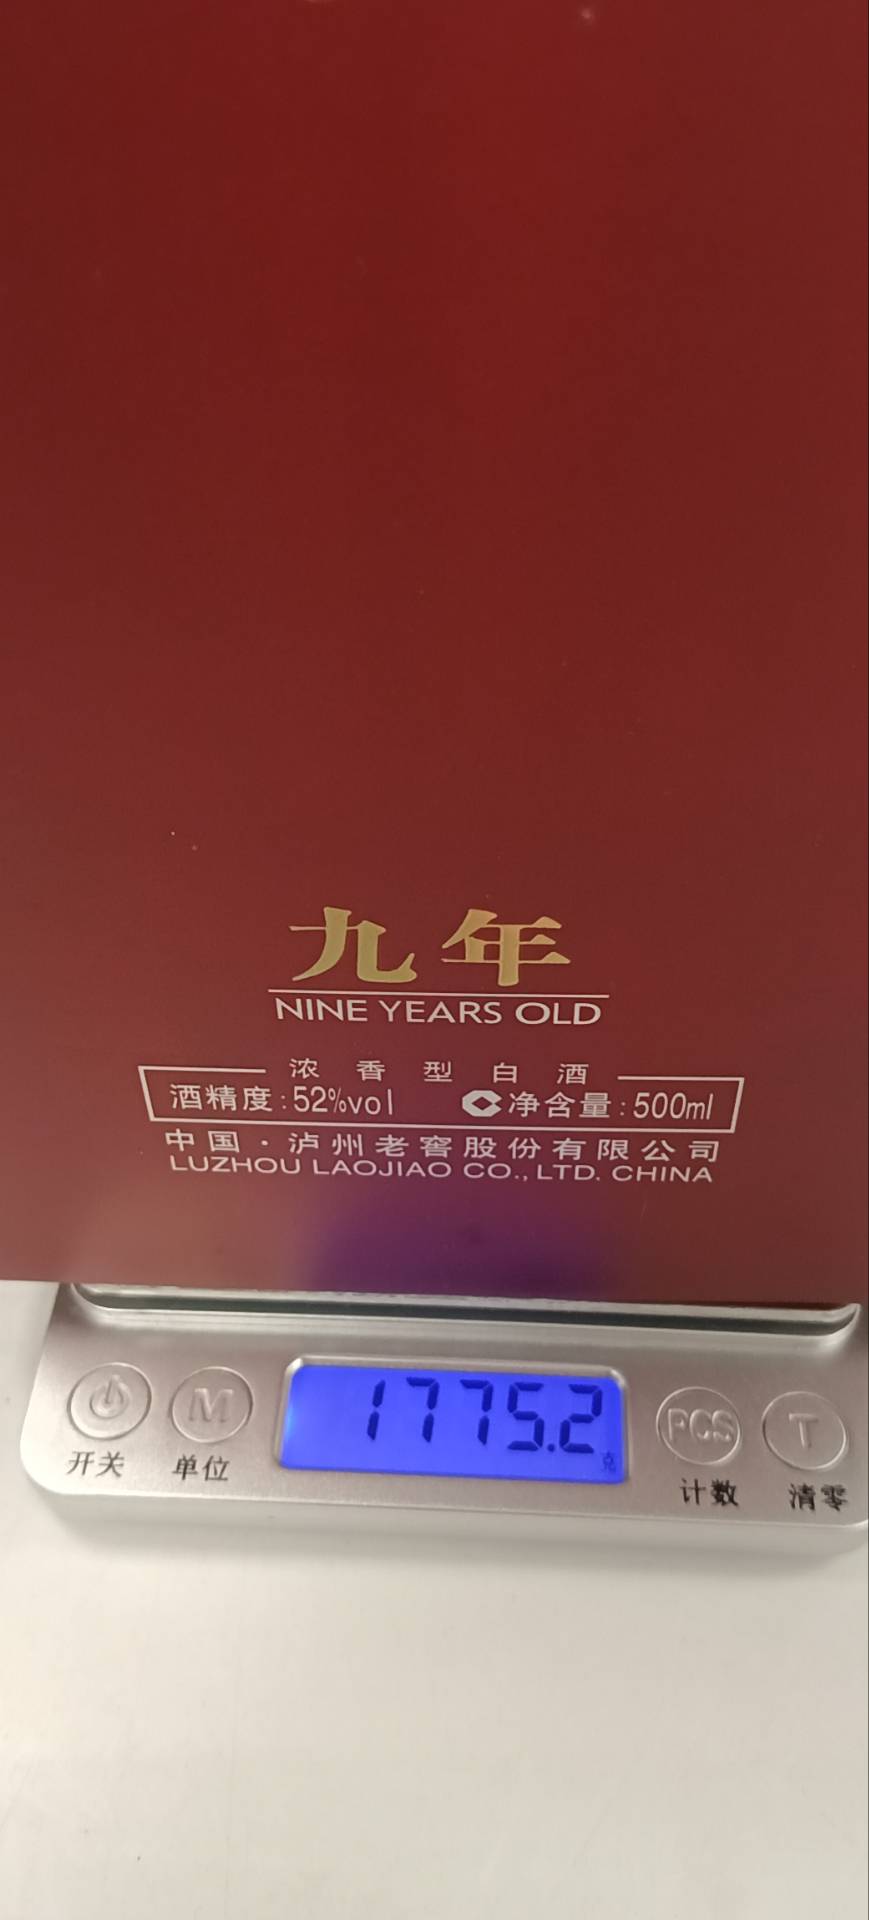 九年
NINE YEARS OLD
浓香型白酒
酒精度:52%vol 净含量:500ml
中国·泸州老窖股份有限公司
LUZHOU LAOJIAO CO., LTD. CHINA
M 1775.2 克 PCS T
开关 单位 计数 清零